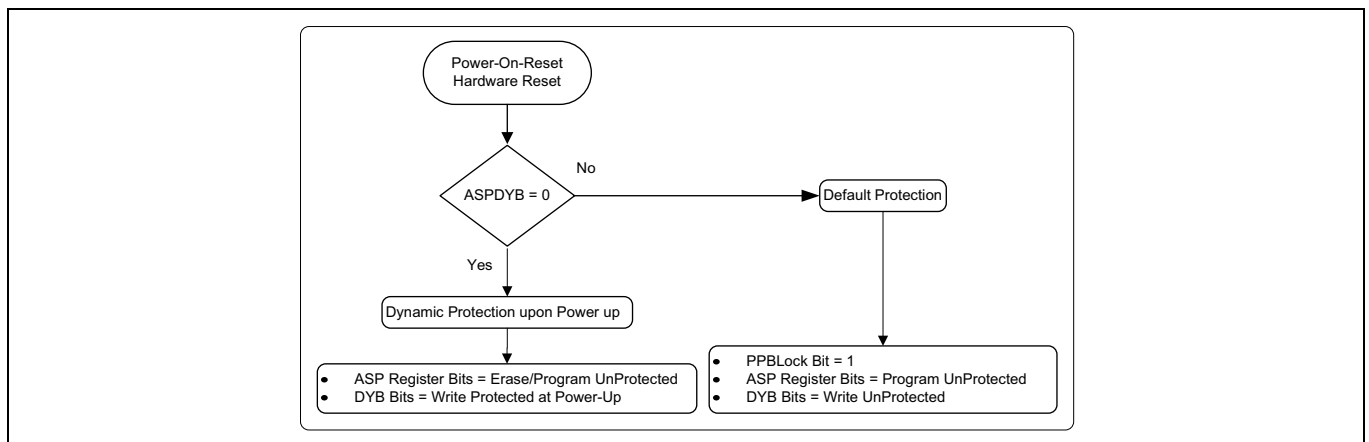 Power-On-Reset
Hardware Reset
ASPDYB = 0
No
Default Protection
Yes
Dynamic Protection upon Power up
• ASP Register Bits = Erase/Program UnProtected
• DYB Bits = Write Protected at Power-Up
• PPBLock Bit = 1
• ASP Register Bits = Program UnProtected
• DYB Bits = Write UnProtected